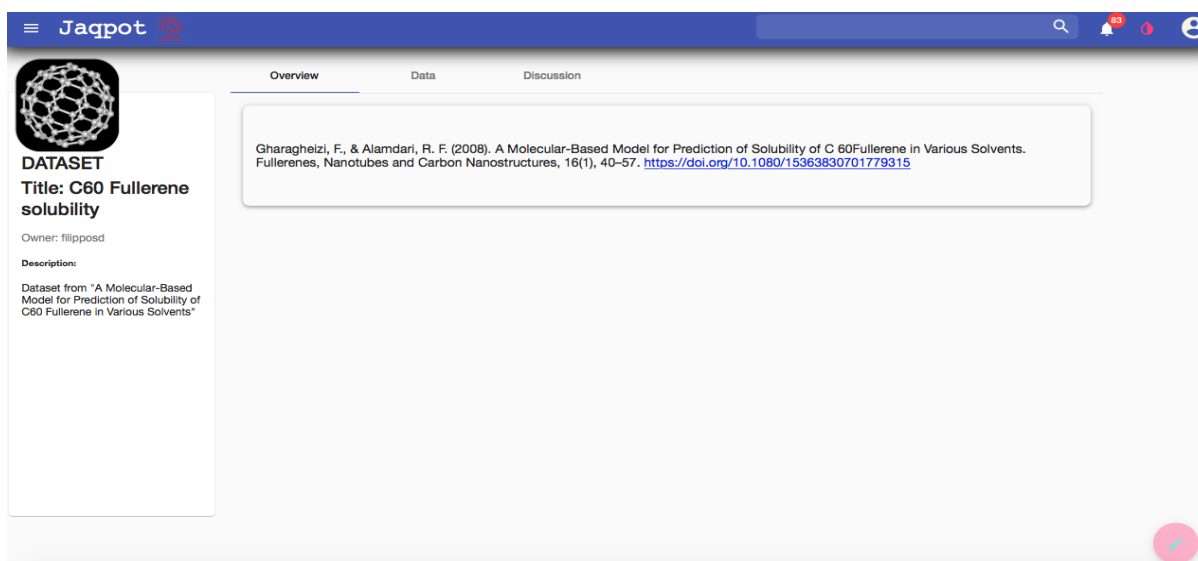 Jaqpot
83
Overview Data Discussion
DATASET
Title: C60 Fullerene
solubility
Owner: filipposd
Description:
Dataset from "A Molecular-Based
Model for Prediction of Solubility of
C60 Fullerene in Various Solvents"
Gharagheizi, F., & Alamdari, R. F. (2008). A Molecular-Based Model for Prediction of Solubility of C 60Fullerene in Various Solvents.
Fullerenes, Nanotubes and Carbon Nanostructures, 16(1), 40–57. https://doi.org/10.1080/15363830701779315